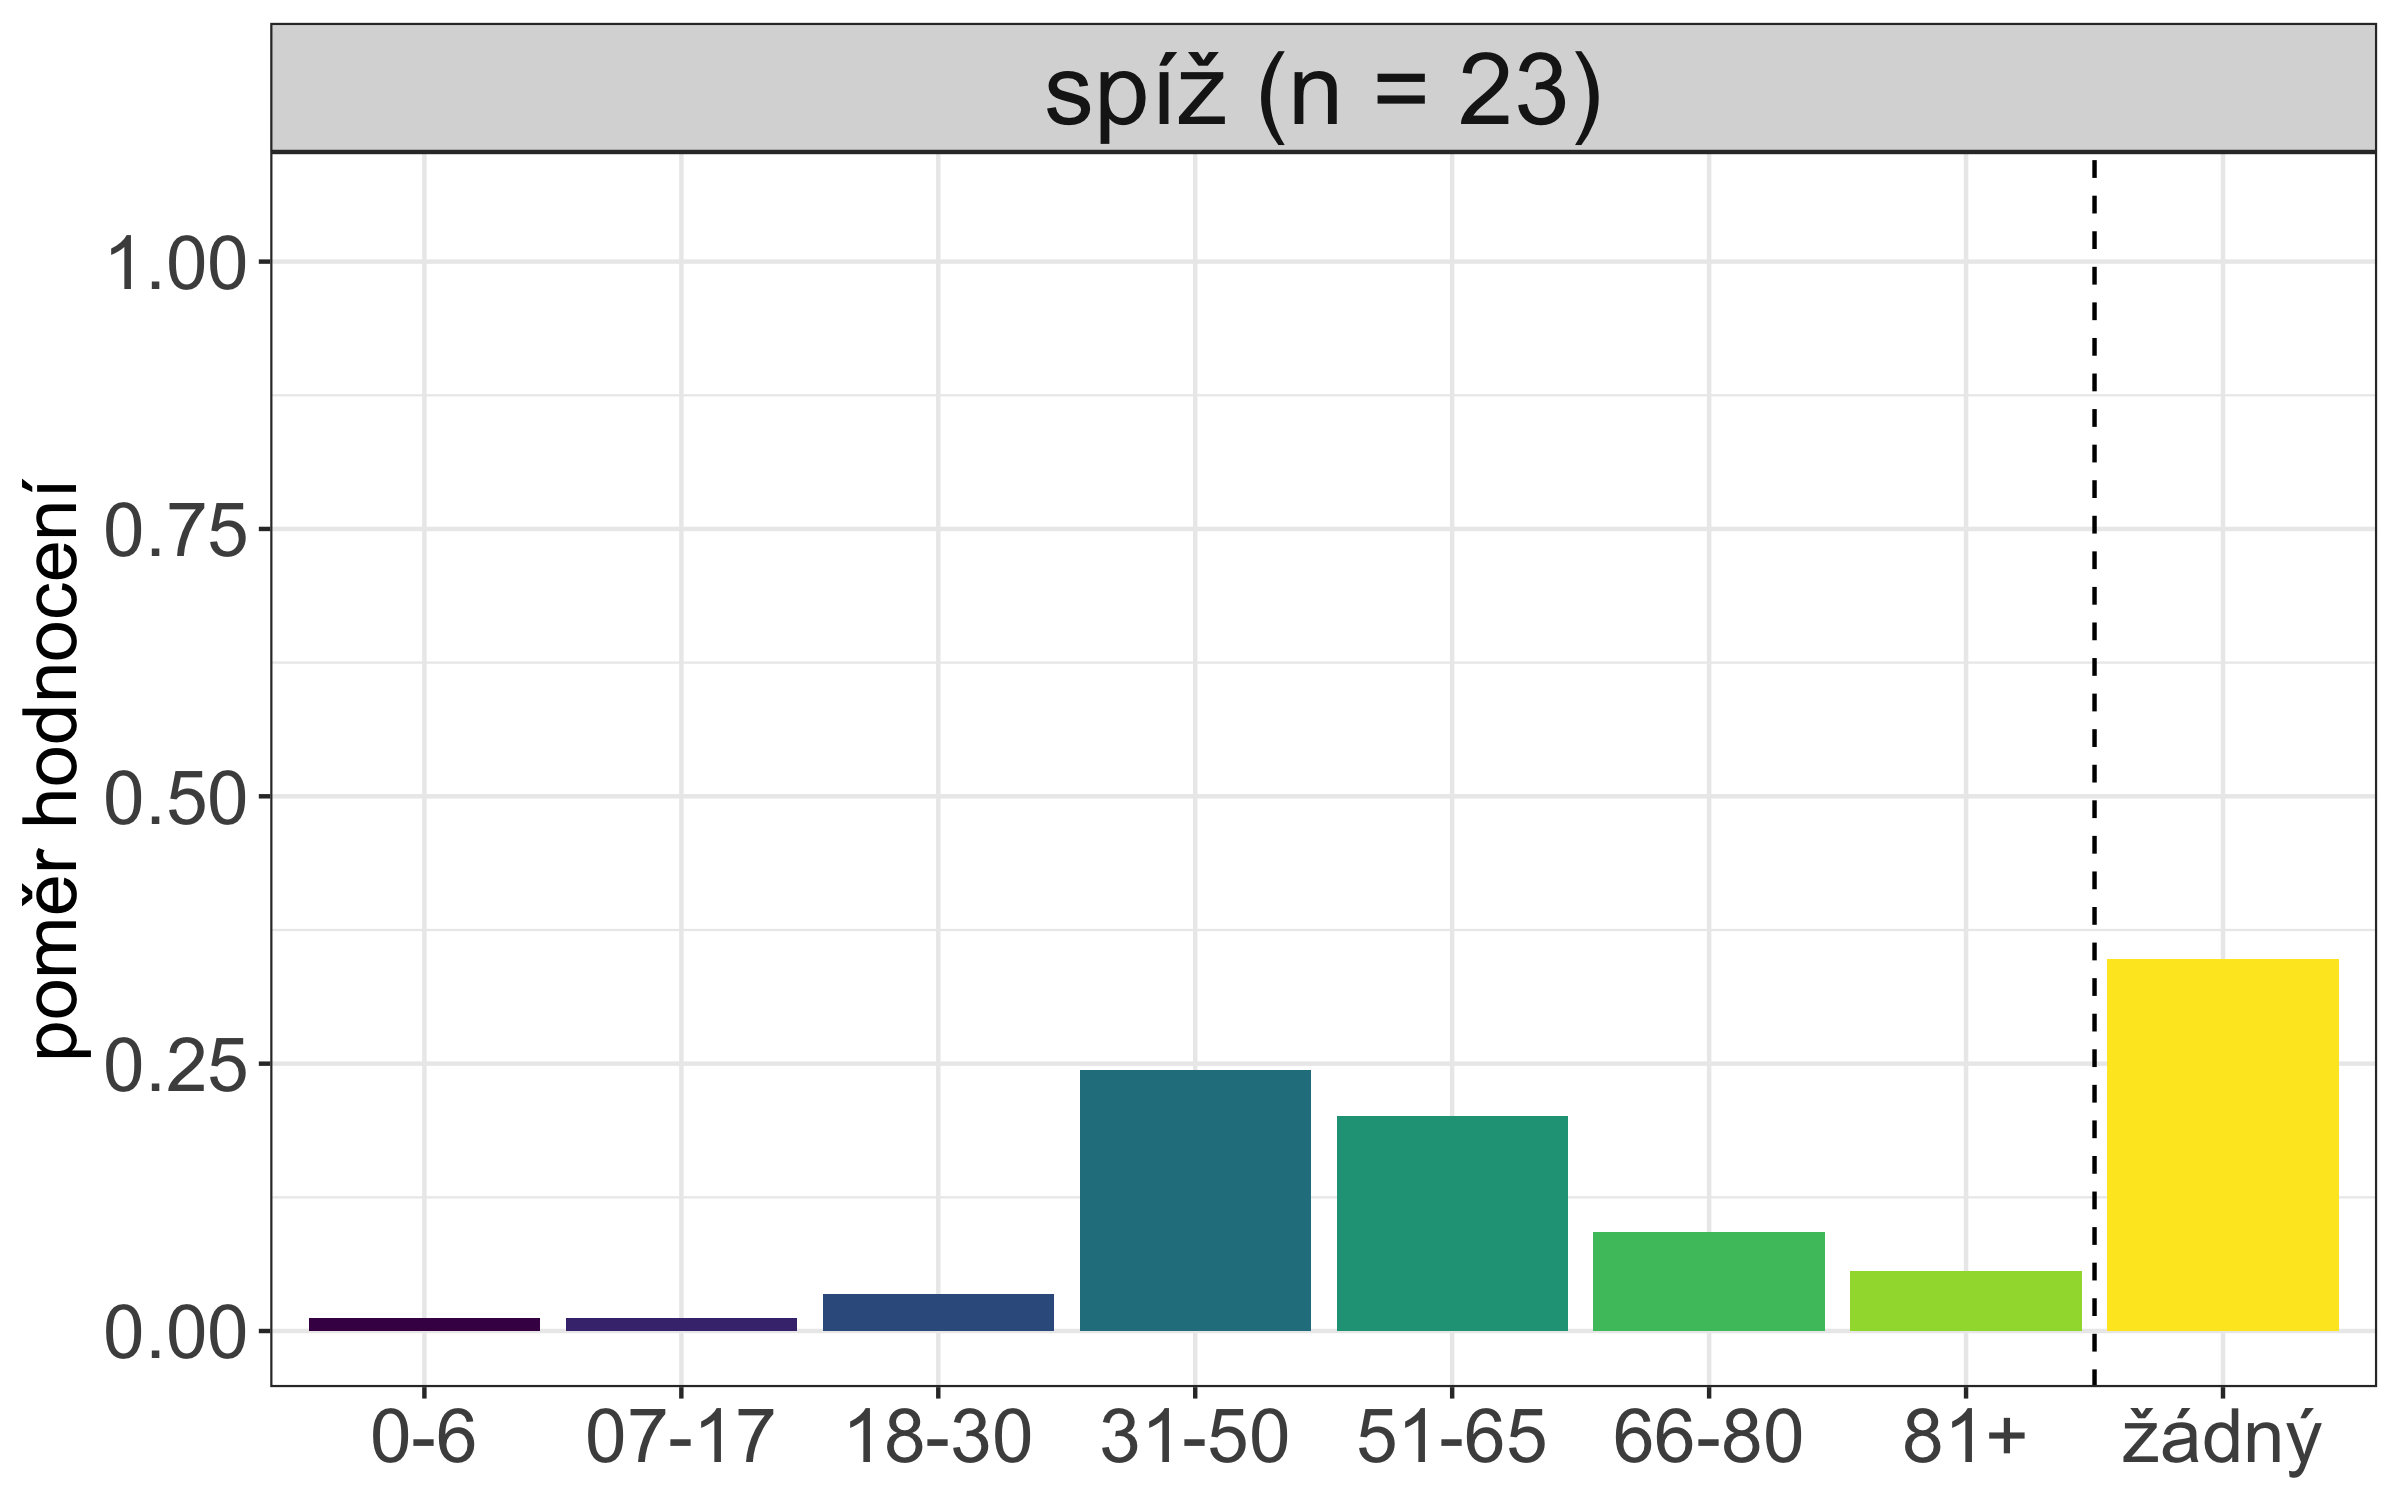 spíž (n = 23)
poměr hodnocení
1.00
0.75
0.50
0.25
0.00
0-6 07-17 18-30 31-50 51-65 66-80 81+ žádný